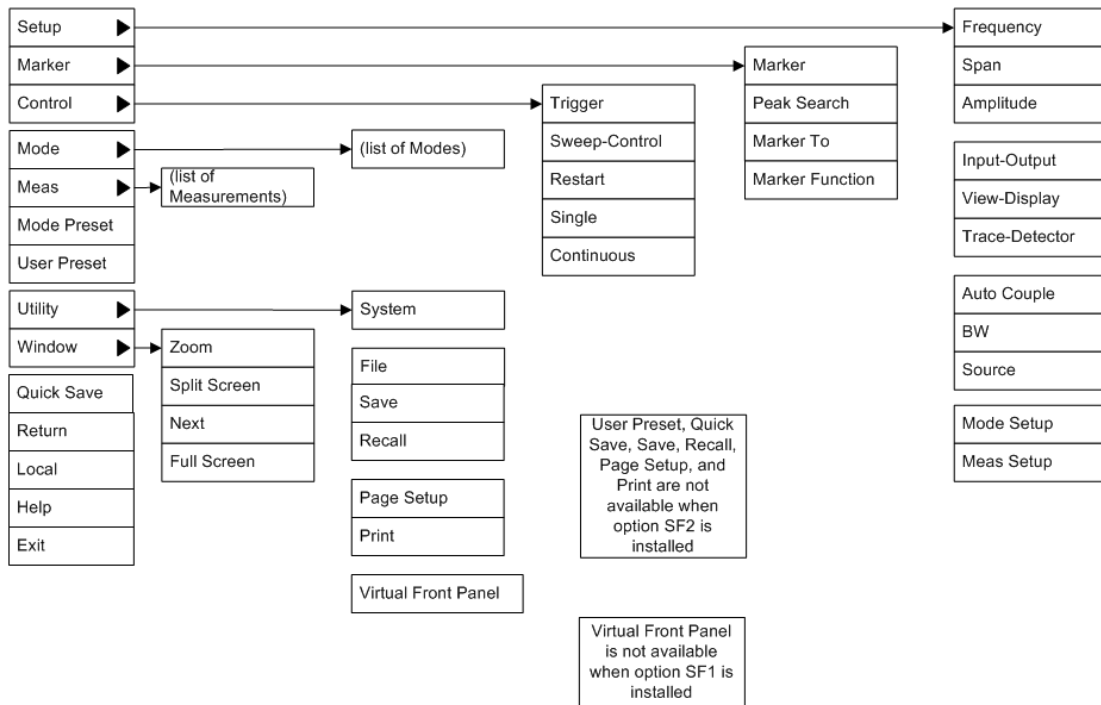 Setup
Marker
Control
Mode
Meas
Mode Preset
User Preset
Utility
Window
Quick Save
Return
Local
Help
Exit
(list of
Measurements)
Zoom
Split Screen
Next
Full Screen
(list of Modes)
System
File
Save
Recall
Page Setup
Print
Virtual Front Panel
Trigger
Sweep-Control
Restart
Single
Continuous
Marker
Peak Search
Marker To
Marker Function
Frequency
Span
Amplitude
Input-Output
View-Display
Trace-Detector
Auto Couple
BW
Source
Mode Setup
Meas Setup
User Preset, Quick
Save, Save, Recall,
Page Setup, and
Print are not
available when
option SF2 is
installed
Virtual Front Panel
is not available
when option SF1 is
installed